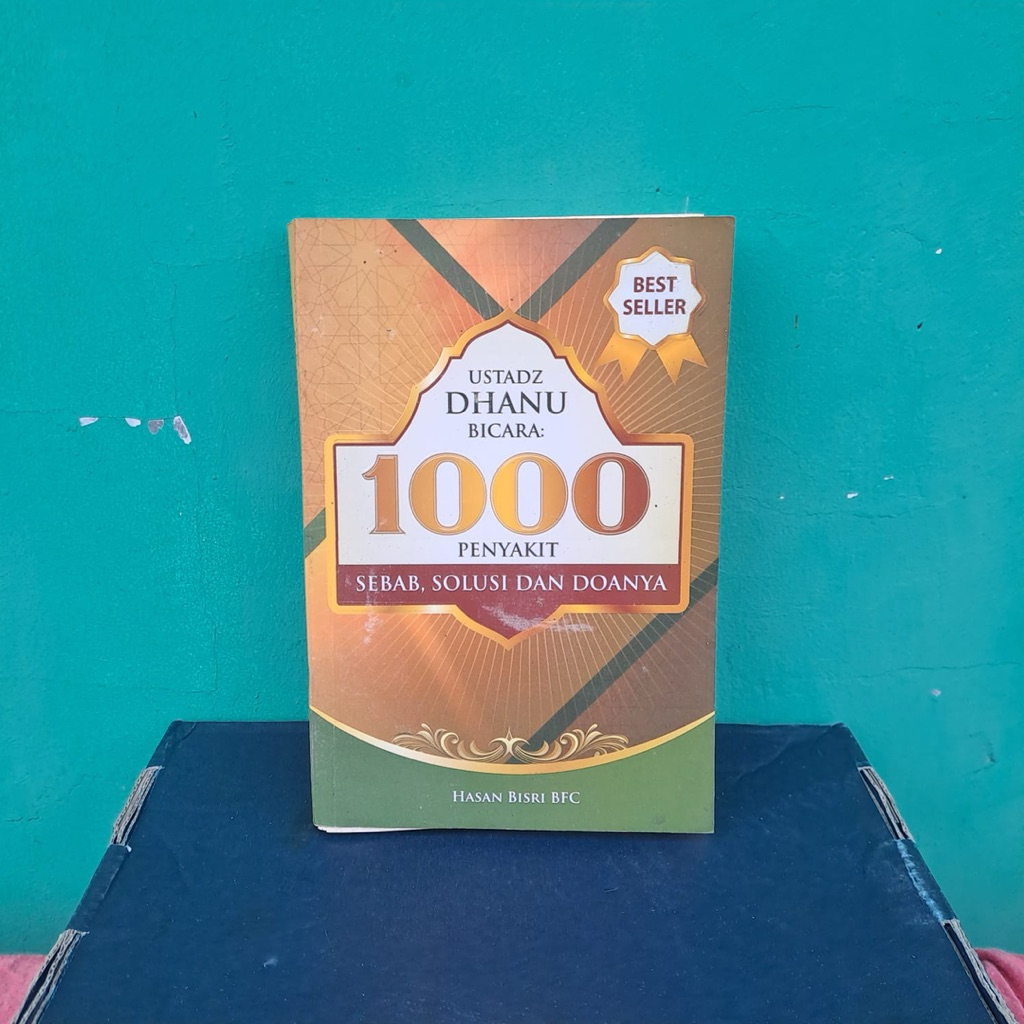 BEST
SELLER
USTADZ
DHANU
BICARA:
1000
PENYAKIT
SEBAB, SOLUSI DAN DOANYA
HASAN BISRI BFC